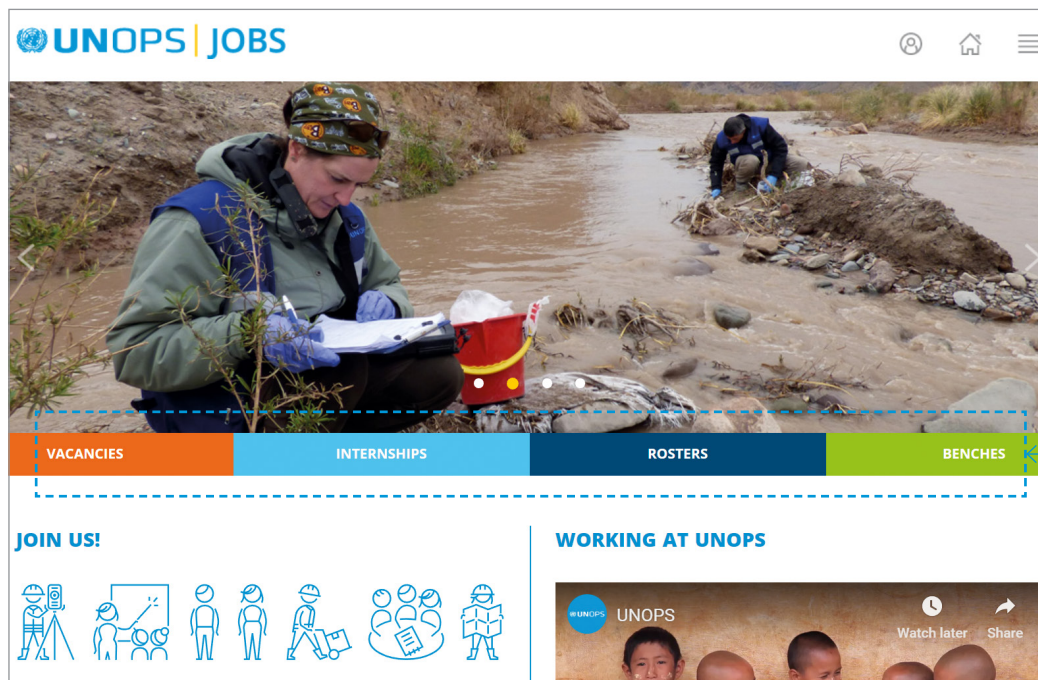 UNOPS | JOBS
VACANCIES INTERNSHIPS ROSTERS BENCHES
JOIN US!
WORKING AT UNOPS
UNOPS UNOPS
Watch later Share